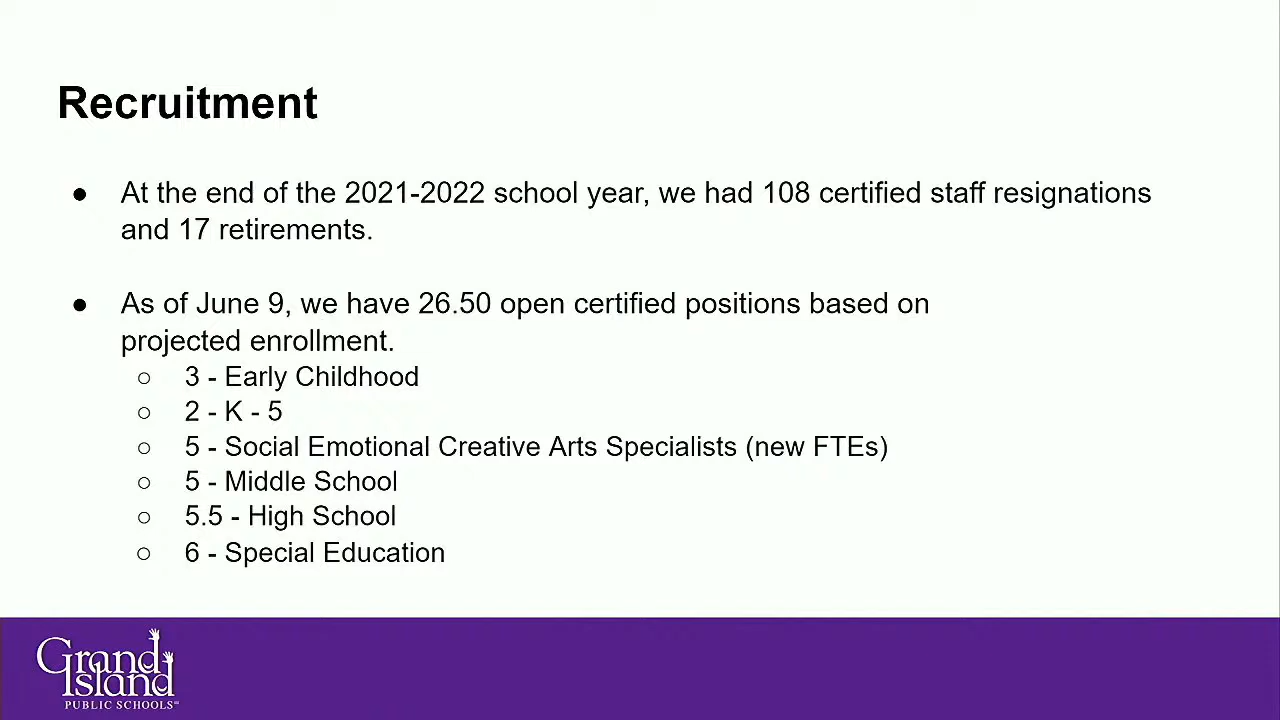 Recruitment
● At the end of the 2021-2022 school year, we had 108 certified staff resignations
and 17 retirements.
● As of June 9, we have 26.50 open certified positions based on
projected enrollment.
○ 3 - Early Childhood
○ 2 - K - 5
○ 5 - Social Emotional Creative Arts Specialists (new FTEs)
○ 5 - Middle School
○ 5.5 - High School
○ 6 - Special Education
Grand
Island
PUBLIC SCHOOLS